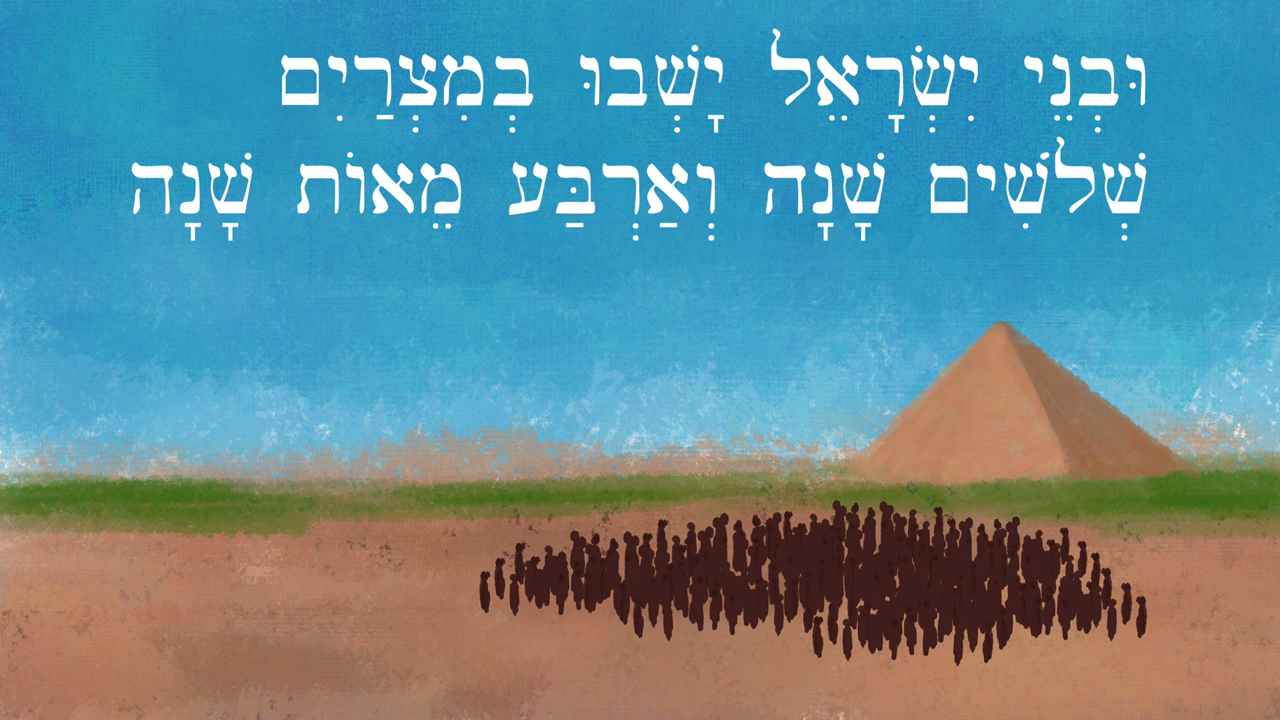 וּבְנֵי יִשְׂרָאֵל יָשְׁבוּ בְמִצְרַיִם
שְׁלֹשִׁים שָׁנָה וְאַרְבַּע מֵאוֹת שָׁנָה